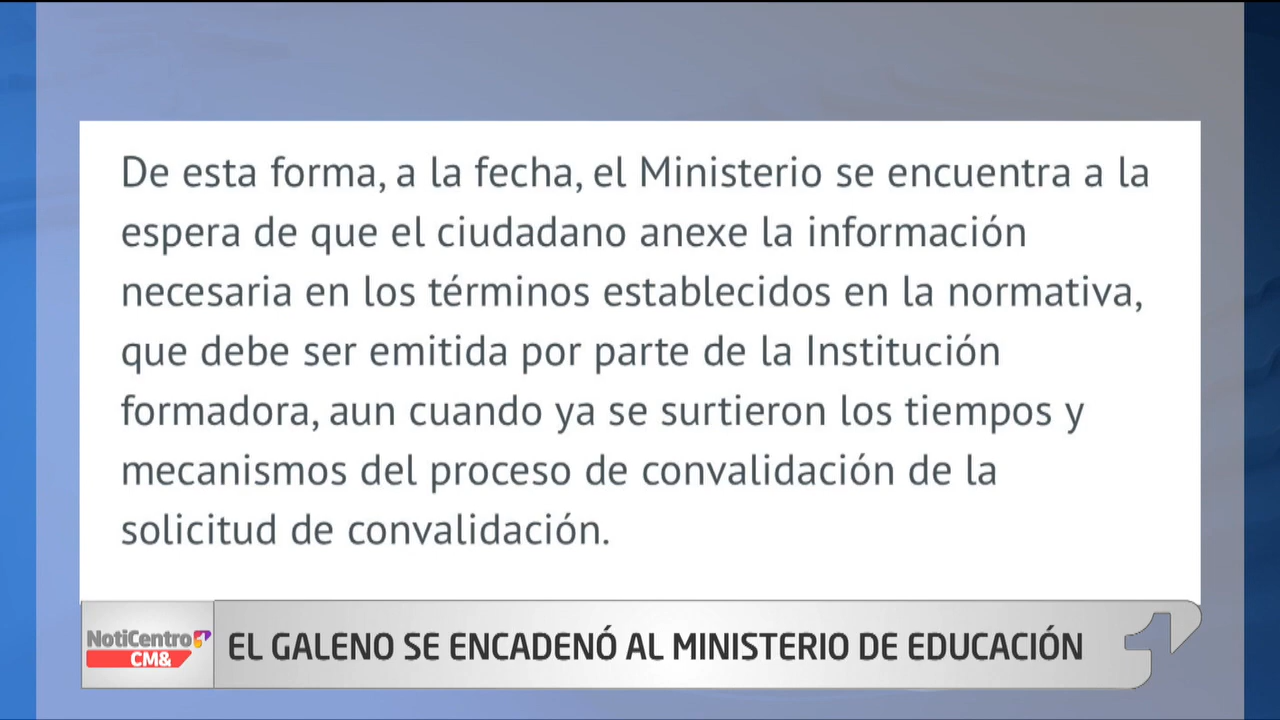 De esta forma, a la fecha, el Ministerio se encuentra a la
espera de que el ciudadano anexe la información
necesaria en los términos establecidos en la normativa,
que debe ser emitida por parte de la Institución
formadora, aun cuando ya se surtieron los tiempos y
mecanismos del proceso de convalidación de la
solicitud de convalidación.
NotiCentro 1
CM&
EL GALENO SE ENCADENÓ AL MINISTERIO DE EDUCACIÓN
1